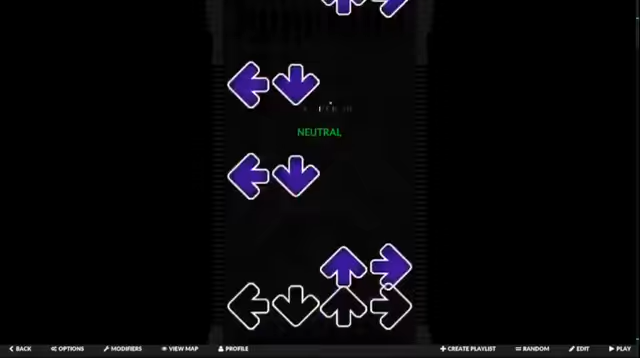 NEUTRAL
BACK
OPTIONS
MODIFIERS
VIEW MAP
PROFILE
CREATE PLAYLIST
RANDOM
EDIT
PLAY